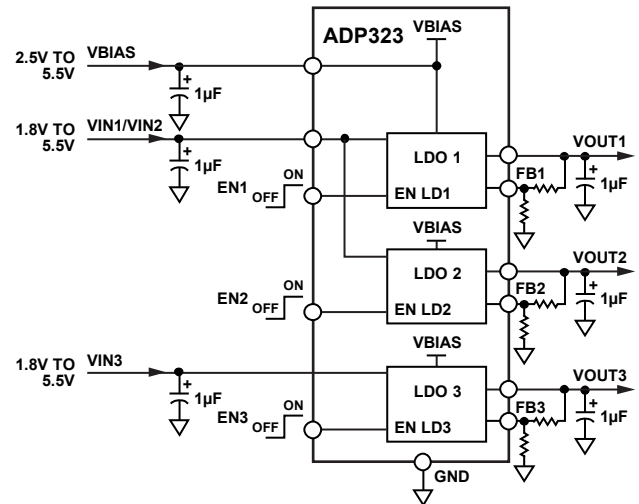 ADP323
VBIAS
2.5V TO
5.5V
VBIAS
+
1µF
1.8V TO
5.5V
VIN1/VIN2
+
1µF
LDO 1
EN LD1
EN1
ON
OFF
VOUT1
FB1
+
1µF
VBIAS
LDO 2
EN LD2
EN2
ON
OFF
VOUT2
FB2
+
1µF
VBIAS
1.8V TO
5.5V
VIN3
+
1µF
LDO 3
EN LD3
EN3
ON
OFF
VOUT3
FB3
+
1µF
GND